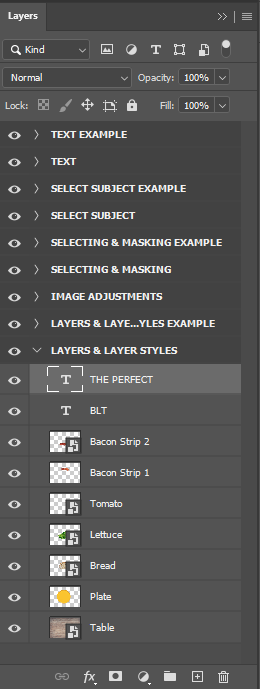 Layers
Kind
Normal
Opacity: 100%
Lock:
Fill: 100%
TEXT EXAMPLE
TEXT
SELECT SUBJECT EXAMPLE
SELECT SUBJECT
SELECTING & MASKING EXAMPLE
SELECTING & MASKING
IMAGE ADJUSTMENTS
LAYERS & LAYE...YLES EXAMPLE
LAYERS & LAYER STYLES
T THE PERFECT
T BLT
Bacon Strip 2
Bacon Strip 1
Tomato
Lettuce
Bread
Plate
Table
fx